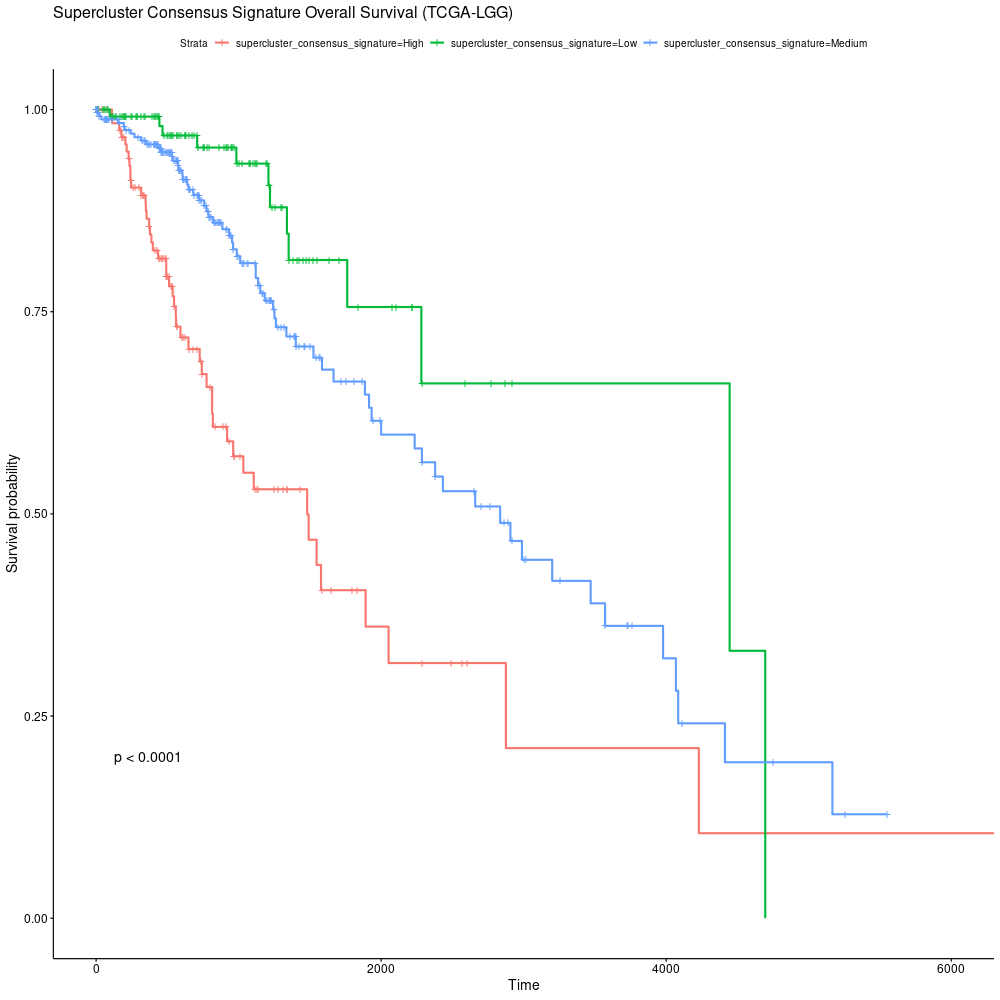 Supercluster Consensus Signature Overall Survival (TCGA-LGG)
Strata supercluster_consensus_signature=High supercluster_consensus_signature=Low supercluster_consensus_signature=Medium
Survival probability
1.00
0.75
0.50
0.25
0.00
p < 0.0001
0 2000 4000 6000
Time